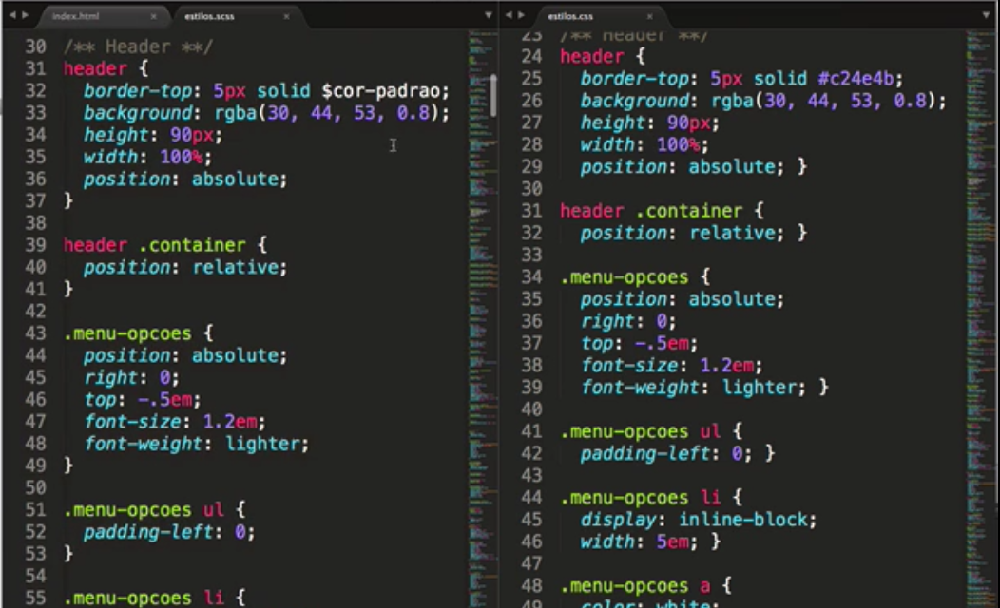 index.html
estilos.scss
30 /** Header **/
31 header {
32 border-top: 5px solid $cor-padrao;
33 background: rgba(30, 44, 53, 0.8);
34 height: 90px;
35 width: 100%;
36 position: absolute;
37 }
38
39 header .container {
40 position: relative;
41 }
42
43 .menu-opcoes {
44 position: absolute;
45 right: 0;
46 top: -.5em;
47 font-size: 1.2em;
48 font-weight: lighter;
49 }
50
51 .menu-opcoes ul {
52 padding-left: 0;
53 }
54
55 .menu-opcoes li {
estilos.css
23 /** Header **/
24 header {
25 border-top: 5px solid #c24e4b;
26 background: rgba(30, 44, 53, 0.8);
27 height: 90px;
28 width: 100%;
29 position: absolute; }
30
31 header .container {
32 position: relative; }
33
34 .menu-opcoes {
35 position: absolute;
36 right: 0;
37 top: -.5em;
38 font-size: 1.2em;
39 font-weight: lighter; }
40
41 .menu-opcoes ul {
42 padding-left: 0; }
43
44 .menu-opcoes li {
45 display: inline-block;
46 width: 5em; }
47
48 .menu-opcoes a {
49 color: white;